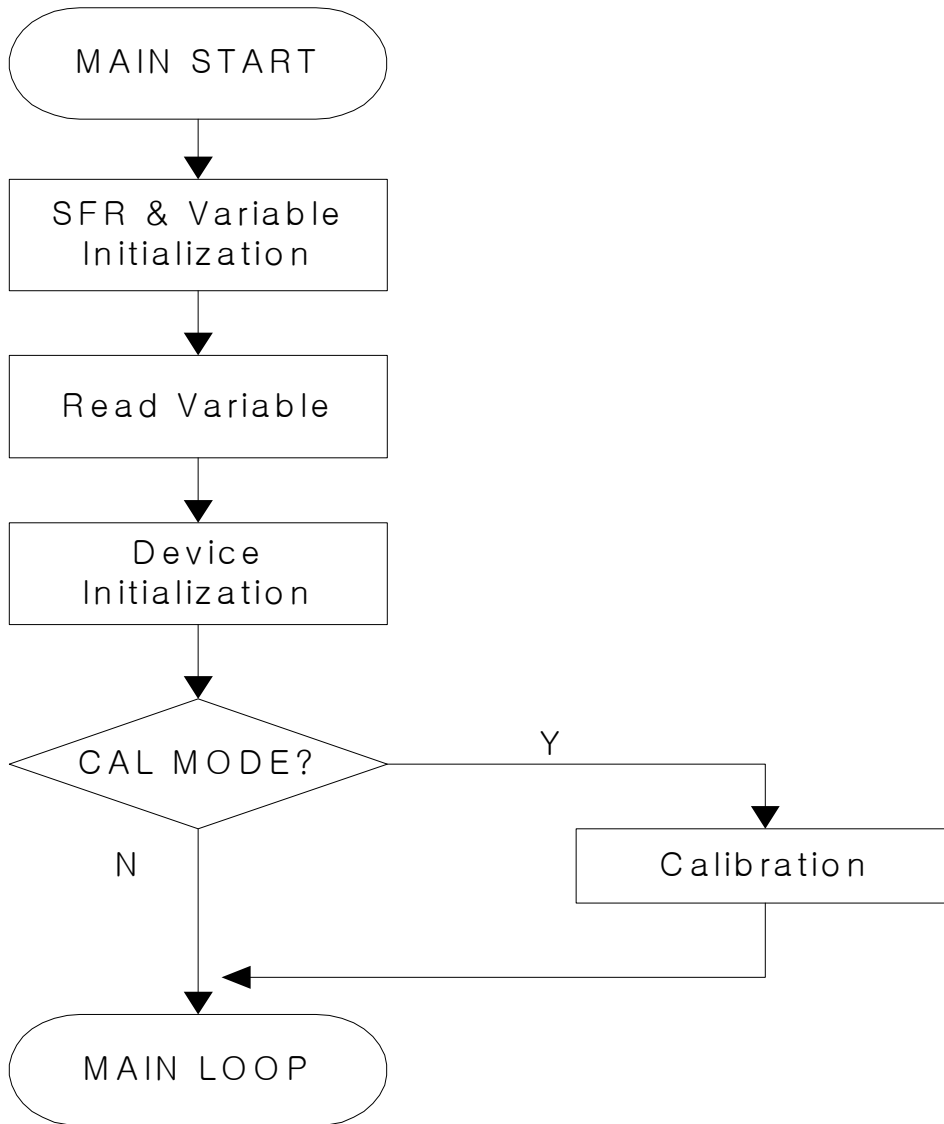 MAIN START
SFR & Variable
Initialization
Read Variable
Device
Initialization
CAL MODE?
Y
N
Calibration
MAIN LOOP